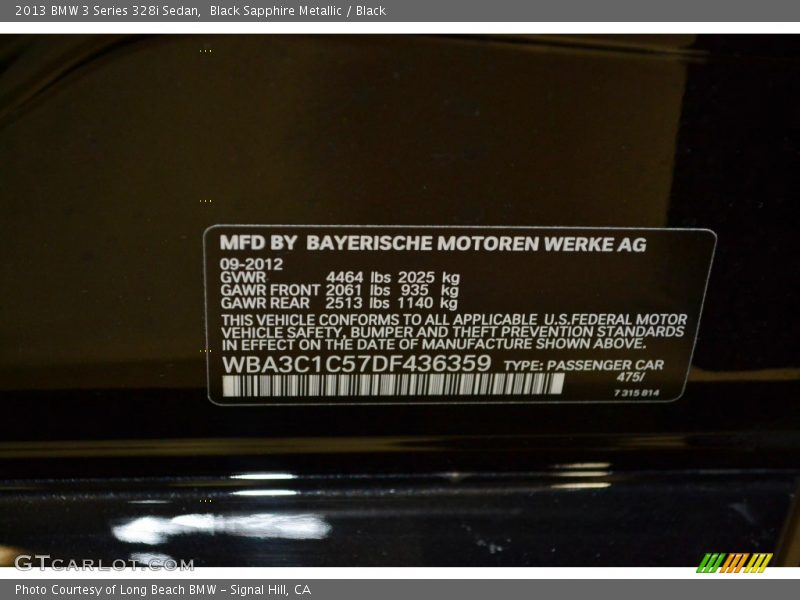 2013 BMW 3 Series 328i Sedan,  Black Sapphire Metallic / Black
MFD BY BAYERISCHE MOTOREN WERKE AG
09-2012
GVWR 4464 lbs 2025 kg
GAWR FRONT 2061 lbs 935 kg
GAWR REAR 2513 lbs 1140 kg
THIS VEHICLE CONFORMS TO ALL APPLICABLE U.S.FEDERAL MOTOR
VEHICLE SAFETY, BUMPER AND THEFT PREVENTION STANDARDS
IN EFFECT ON THE DATE OF MANUFACTURE SHOWN ABOVE.
WBA3C1C57DF436359 TYPE: PASSENGER CAR
475/
7 315 814
GTCARLOT.COM
Photo Courtesy of Long Beach BMW - Signal Hill, CA